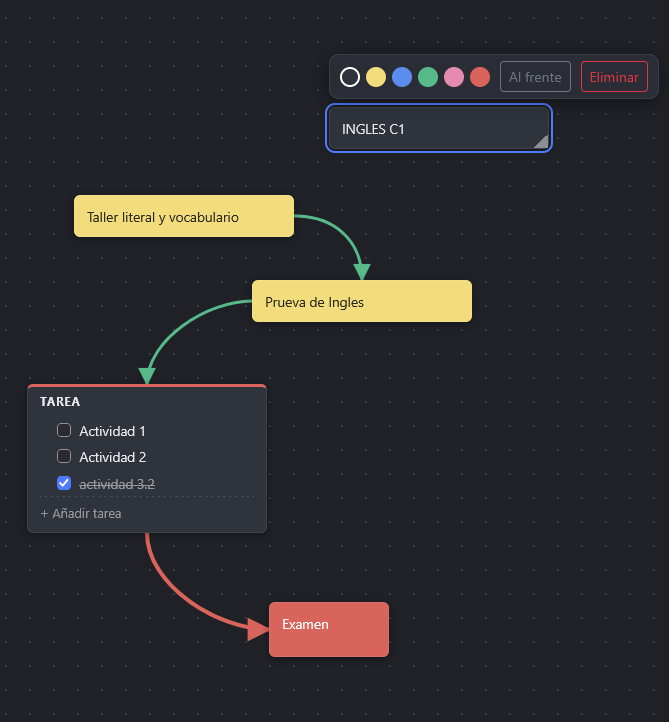 Al frente
Eliminar
INGLES C1
Taller literal y vocabulario
Prueva de Ingles
TAREA
Actividad 1
Actividad 2
actividad 3.2
+ Añadir tarea
Examen